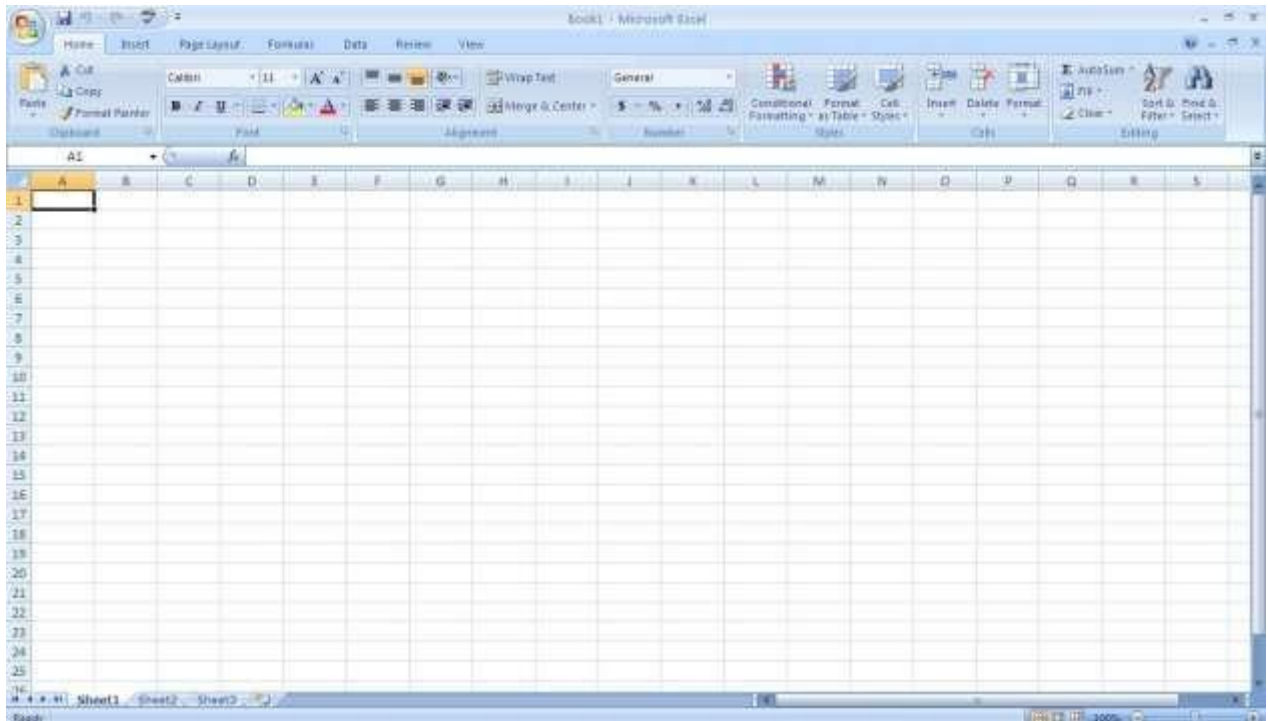 Book1 - Microsoft Excel
Home Insert Page Layout Formulas Data Review View
Cut
Copy
Format Painter
Paste
Clipboard
Calibri 11 A A
B I U A
Font
Wrap Text
Merge & Center
Alignment
General
$ % ,
Number
Conditional Formatting
Format as Table
Cell Styles
Styles
Insert Delete Format
Cells
Σ AutoSum
Fill
Clear
Sort & Filter
Find & Select
Editing
A1 fx
A B C D E F G H I J K L M N O P Q R S
1
2
3
4
5
6
7
8
9
10
11
12
13
14
15
16
17
18
19
20
21
22
23
24
25
26
Sheet1 Sheet2 Sheet3
Ready 100%